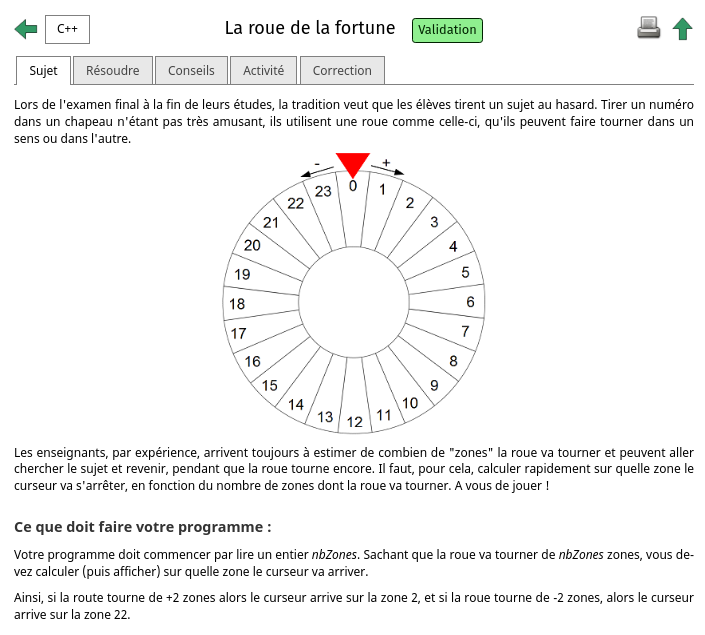 C++
La roue de la fortune
Validation
Sujet
Résoudre
Conseils
Activité
Correction
Lors de l'examen final à la fin de leurs études, la tradition veut que les élèves tirent un sujet au hasard. Tirer un numéro
dans un chapeau n'étant pas très amusant, ils utilisent une roue comme celle-ci, qu'ils peuvent faire tourner dans un
sens ou dans l'autre.
-
+
0
1
2
3
4
5
6
7
8
9
10
11
12
13
14
15
16
17
18
19
20
21
22
23
Les enseignants, par expérience, arrivent toujours à estimer de combien de "zones" la roue va tourner et peuvent aller
chercher le sujet et revenir, pendant que la roue tourne encore. Il faut, pour cela, calculer rapidement sur quelle zone le
curseur va s'arrêter, en fonction du nombre de zones dont la roue va tourner. A vous de jouer !
Ce que doit faire votre programme :
Votre programme doit commencer par lire un entier nbZones. Sachant que la roue va tourner de nbZones zones, vous de-
vez calculer (puis afficher) sur quelle zone le curseur va arriver.
Ainsi, si la route tourne de +2 zones alors le curseur arrive sur la zone 2, et si la roue tourne de -2 zones, alors le curseur
arrive sur la zone 22.